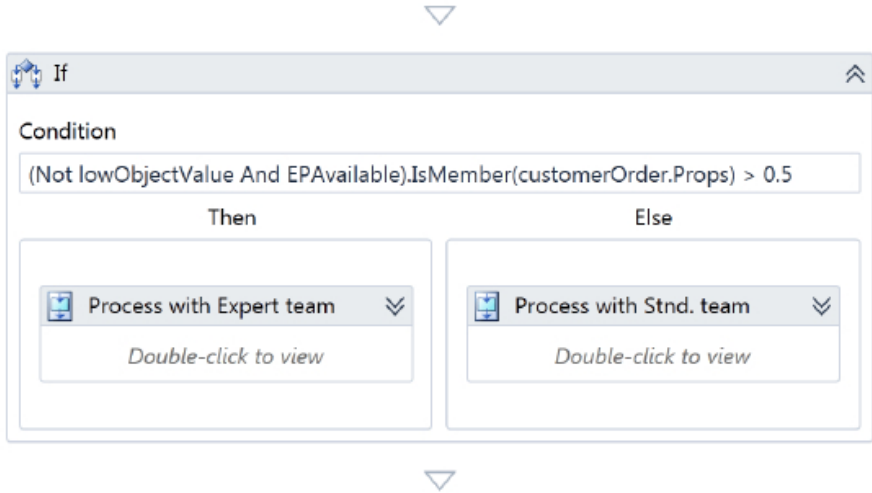 If
Condition
(Not lowObjectValue And EPAvailable).IsMember(customerOrder.Props) > 0.5
Then
Else
Process with Expert team
Process with Stnd. team
Double-click to view
Double-click to view